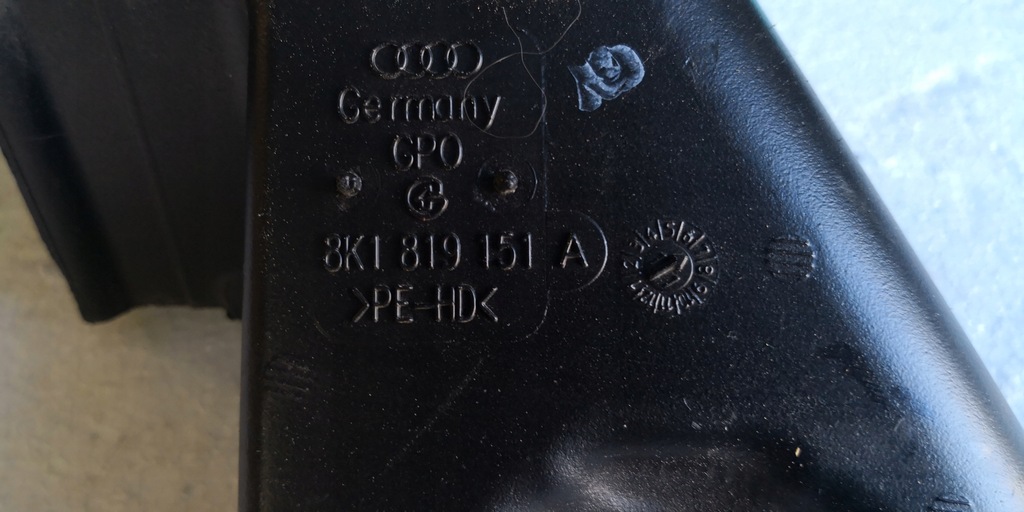 Germany
GPO
8K1 819 151 A
>PE-HD<